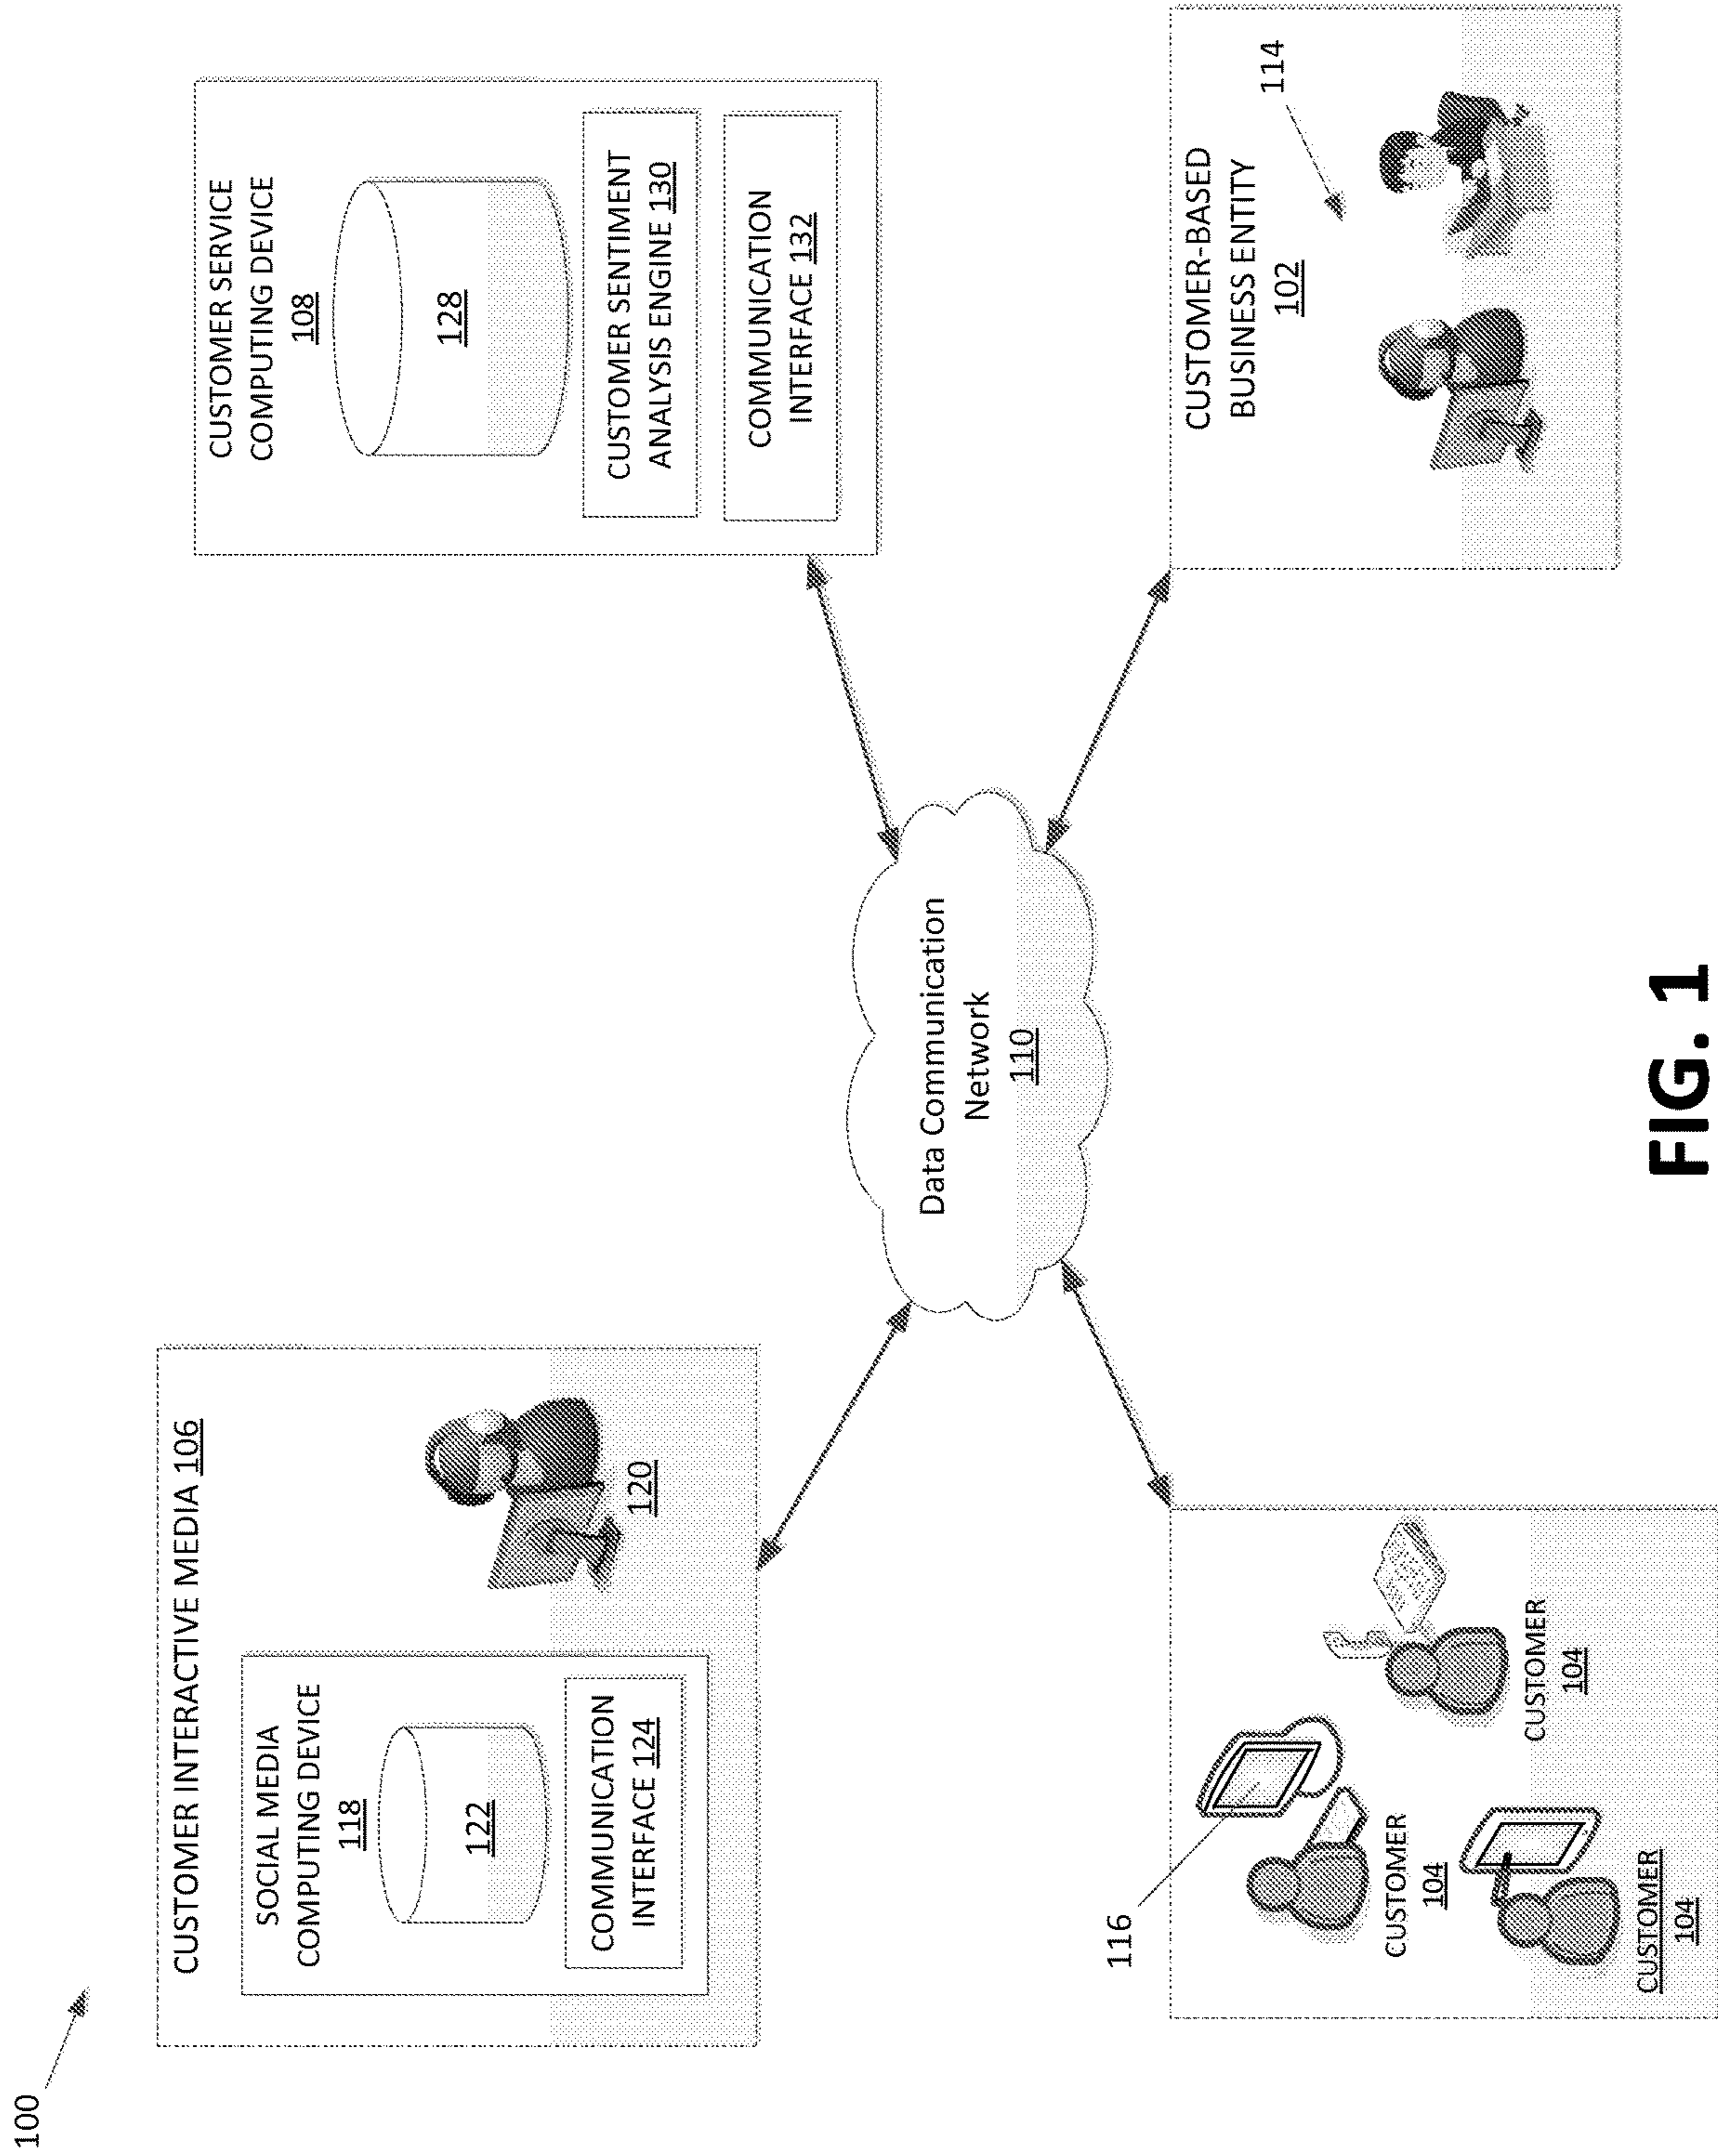 100
CUSTOMER INTERACTIVE MEDIA 106
SOCIAL MEDIA
COMPUTING DEVICE
118
122
COMMUNICATION
INTERFACE 124
120
CUSTOMER SERVICE
COMPUTING DEVICE
108
128
CUSTOMER SENTIMENT
ANALYSIS ENGINE 130
COMMUNICATION
INTERFACE 132
Data Communication
Network
110
116
CUSTOMER
104
CUSTOMER
104
CUSTOMER
104
CUSTOMER-BASED
BUSINESS ENTITY
102
114
FIG. 1